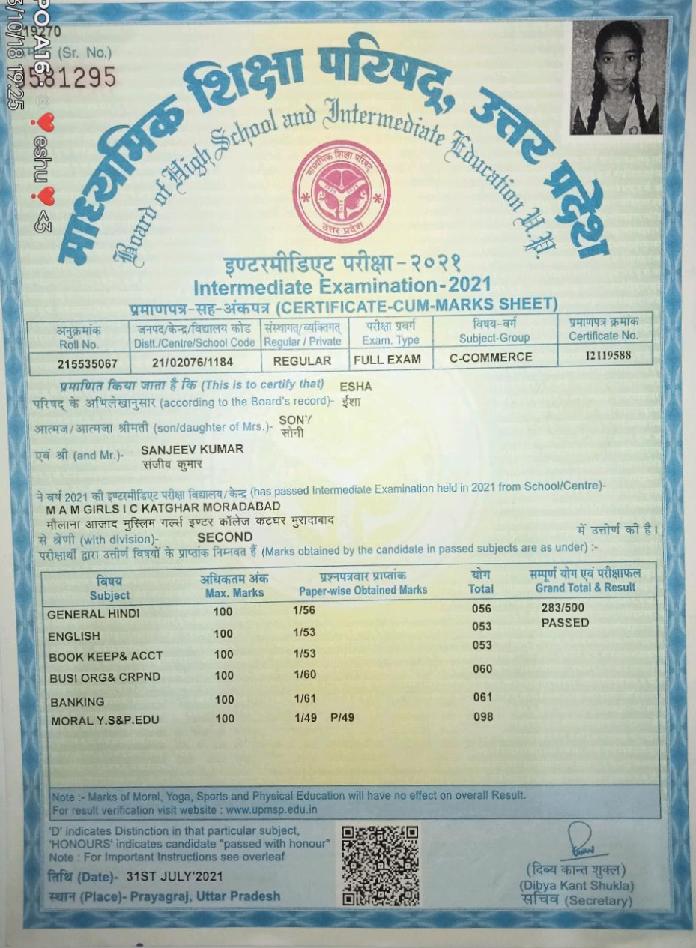 19270
(Sr. No.)
581295
माध्यमिक शिक्षा परिषद्, उत्तर प्रदेश
Board of High School and Intermediate Education U.P.
माध्यमिक शिक्षा परिषद
उत्तर प्रदेश
इण्टरमीडिएट परीक्षा-२०२१
Intermediate Examination-2021
प्रमाणपत्र-सह-अंकपत्र (CERTIFICATE-CUM-MARKS SHEET)
अनुक्रमांक जनपद/केन्द्र/विद्यालय कोड संस्थागत/व्यक्तिगत परीक्षा प्रवर्ग विषय-वर्ग प्रमाणपत्र क्रमांक
Roll No. Distt./Centre/School Code Regular / Private Exam. Type Subject-Group Certificate No.
215535067 21/02076/1184 REGULAR FULL EXAM C-COMMERCE 12119588
प्रमाणित किया जाता है कि (This is to certify that) ESHA
परिषद के अभिलेखानुसार (according to the Board's record)- ईशा
आत्मज/आत्मजा श्रीमती (son/daughter of Mrs.)- SONY
सोनी
एवं श्री (and Mr.)- SANJEEV KUMAR
संजीव कुमार
ने वर्ष 2021 की इण्टरमीडिएट परीक्षा विद्यालय/केन्द्र (has passed Intermediate Examination held in 2021 from School/Centre)-
M A M GIRLS I C KATGHAR MORADABAD
मौलाना आजाद मुस्लिम गर्ल्स इण्टर कॉलेज कटघर मुरादाबाद
से श्रेणी (with division)- SECOND में उत्तीर्ण की है।
परीक्षार्थी द्वारा उत्तीर्ण विषयों के प्राप्तांक निम्नवत हैं (Marks obtained by the candidate in passed subjects are as under) :-
विषय अधिकतम अंक प्रश्नपत्रवार प्राप्तांक योग सम्पूर्ण योग एवं परीक्षाफल
Subject Max. Marks Paper-wise Obtained Marks Total Grand Total & Result
GENERAL HINDI 100 1/56 056 283/500
ENGLISH 100 1/53 053 PASSED
BOOK KEEP& ACCT 100 1/53 053
BUSI ORG& CRPND 100 1/60 060
BANKING 100 1/61 061
MORAL Y.S&P.EDU 100 1/49 P/49 098
Note :- Marks of Moral, Yoga, Sports and Physical Education will have no effect on overall Result.
For result verification visit website : www.upmsp.edu.in
'D' indicates Distinction in that particular subject,
'HONOURS' indicates candidate "passed with honour"
Note : For Important Instructions see overleaf
तिथि (Date)- 31ST JULY'2021
स्थान (Place)- Prayagraj, Uttar Pradesh
(दिब्य कान्त शुक्ल)
(Dibya Kant Shukla)
सचिव (Secretary)
PO A16
eshu
<3
/10/18 19:25